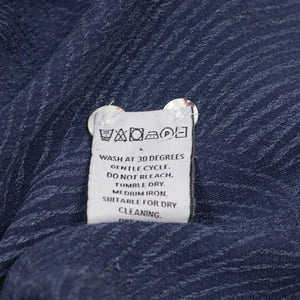 WASH AT 30 DEGREES
GENTLE CYCLE.
DO NOT BLEACH.
TUMBLE DRY.
MEDIUM IRON.
SUITABLE FOR DRY
CLEANING.